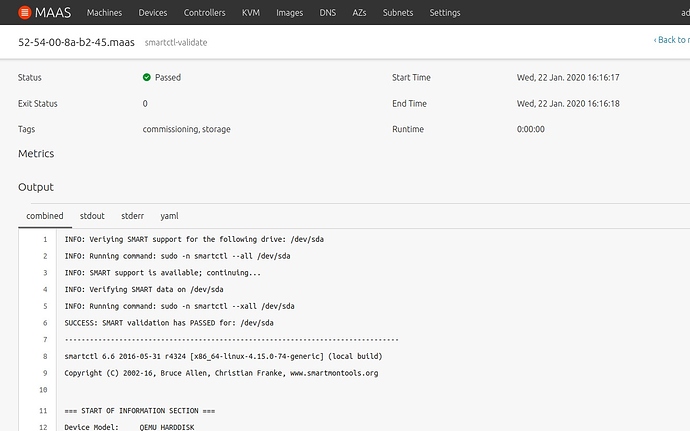 MAAS Machines Devices Controllers KVM Images DNS AZs Subnets Settings
52-54-00-8a-b2-45.maas smartctl-validate ‹ Back to
Status Passed Start Time Wed, 22 Jan. 2020 16:16:17
Exit Status 0 End Time Wed, 22 Jan. 2020 16:16:18
Tags commissioning, storage Runtime 0:00:00
Metrics
Output
combined stdout stderr yaml
1 INFO: Veriying SMART support for the following drive: /dev/sda
2 INFO: Running command: sudo -n smartctl --all /dev/sda
3 INFO: SMART support is available; continuing...
4 INFO: Verifying SMART data on /dev/sda
5 INFO: Running command: sudo -n smartctl --xall /dev/sda
6 SUCCESS: SMART validation has PASSED for: /dev/sda
7 --------------------------------------------------------------------------------
8 smartctl 6.6 2016-05-31 r4324 [x86_64-linux-4.15.0-74-generic] (local build)
9 Copyright (C) 2002-16, Bruce Allen, Christian Franke, www.smartmontools.org
10
11 === START OF INFORMATION SECTION ===
12 Device Model: QEMU HARDDISK